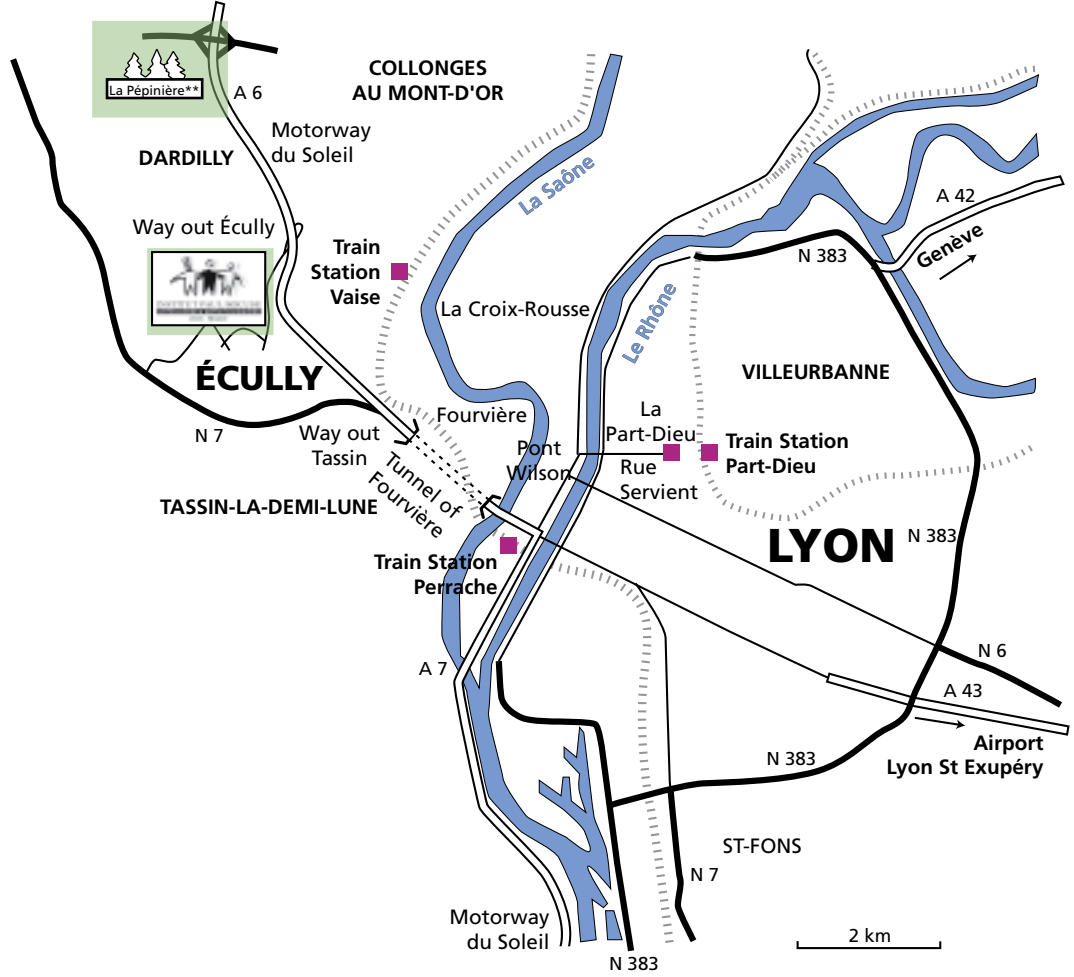 COLLONGES
AU MONT-D'OR
La Pépinière**
A 6
Motorway
du Soleil
DARDILLY
La Saône
A 42
Way out Écully
Genève
N 383
Train
Station
Vaise
La Croix-Rousse
Le Rhône
ÉCULLY
VILLEURBANNE
N 7
Way out
Tassin
Fourvière
La
Part-Dieu
Train Station
Part-Dieu
Pont
Wilson
Rue
Servient
Tunnel of
Fourvière
TASSIN-LA-DEMI-LUNE
LYON
N 383
Train Station
Perrache
A 7
N 6
A 43
Airport
Lyon St Exupéry
N 383
ST-FONS
N 7
Motorway
du Soleil
2 km
N 383